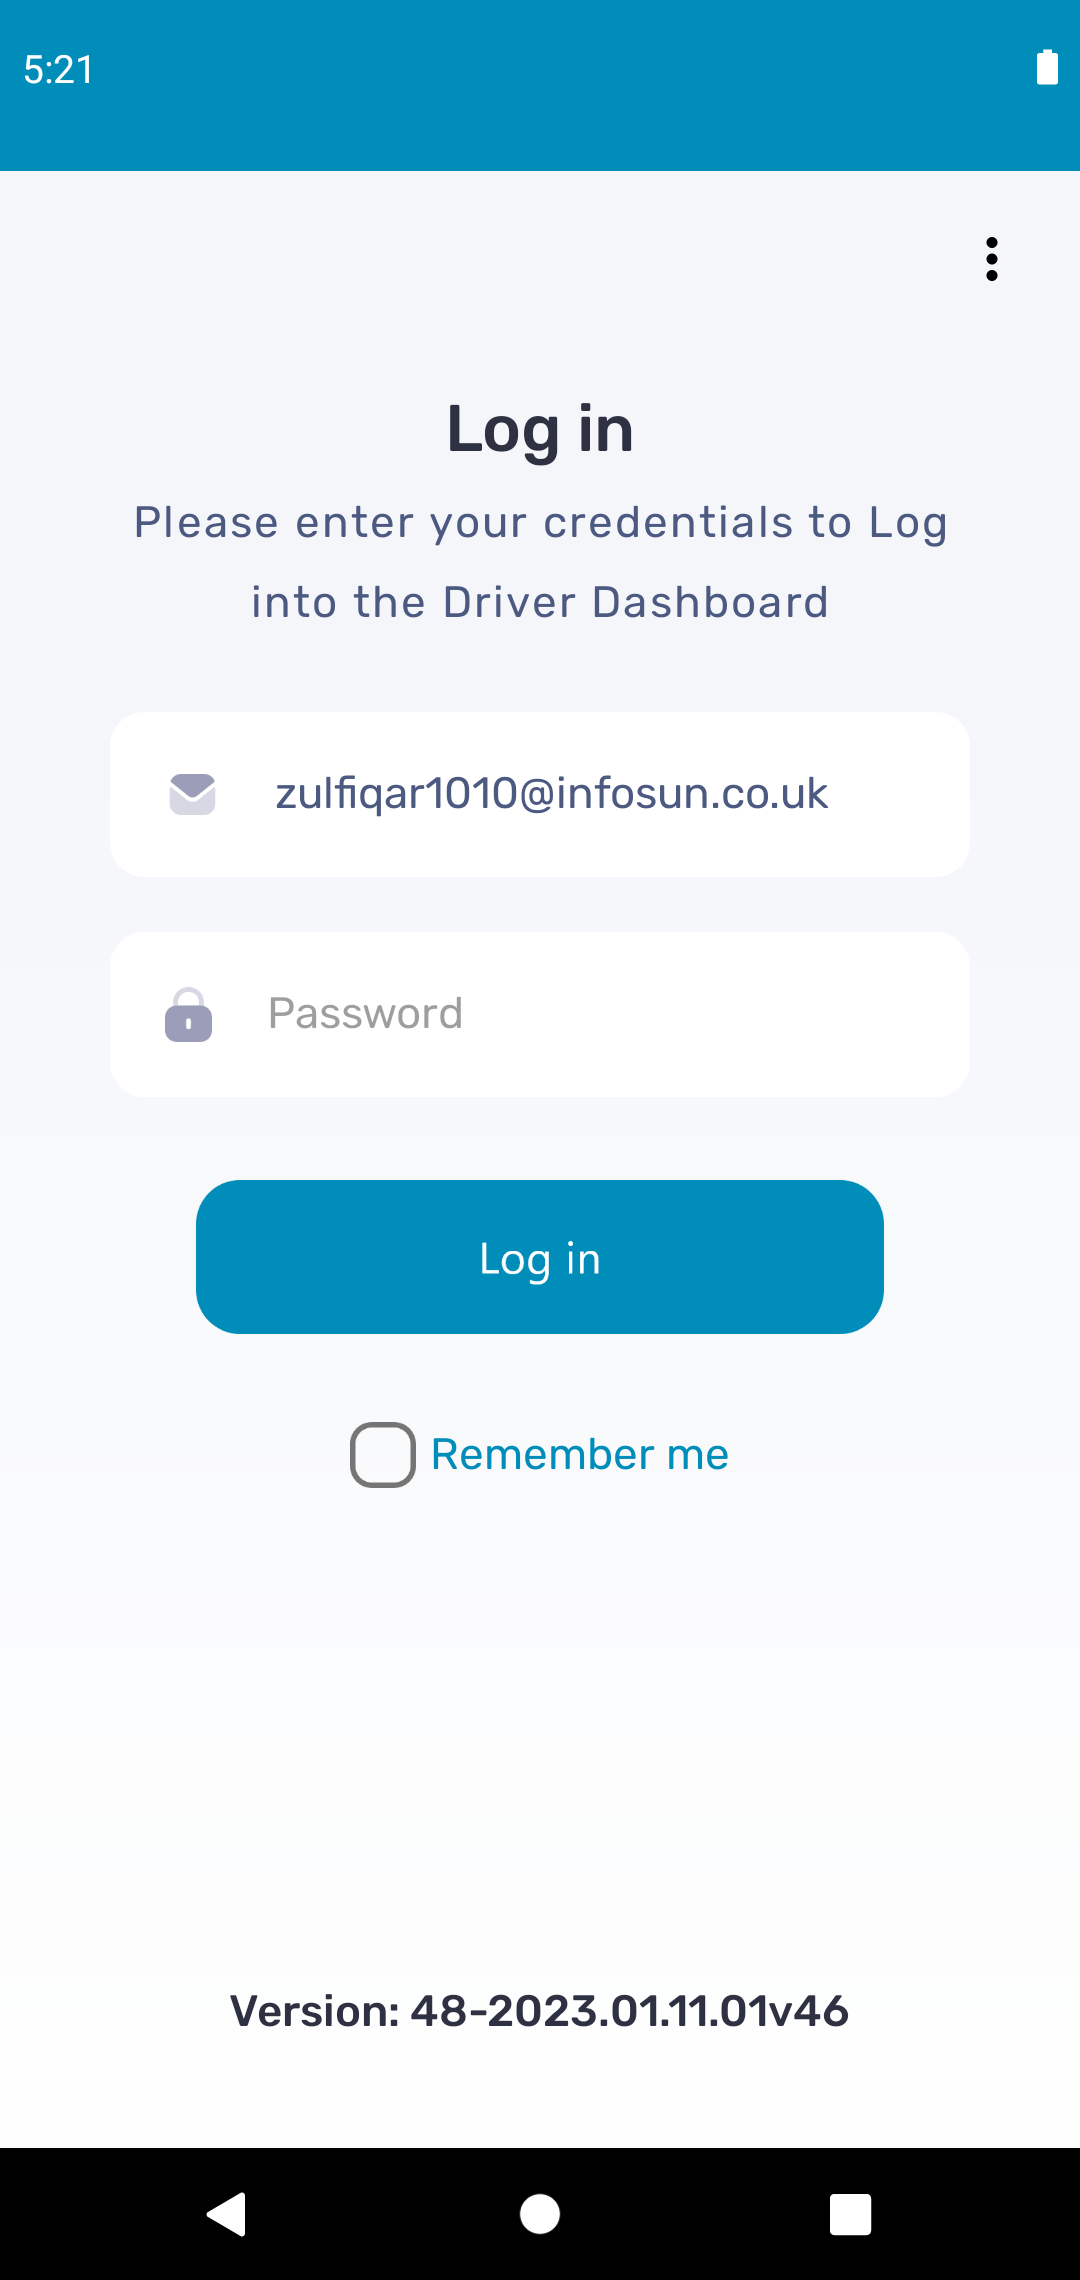 5:21
Log in
Please enter your credentials to Log
into the Driver Dashboard
zulfiqar1010@infosun.co.uk
Password
Log in
Remember me
Version: 48-2023.01.11.01v46